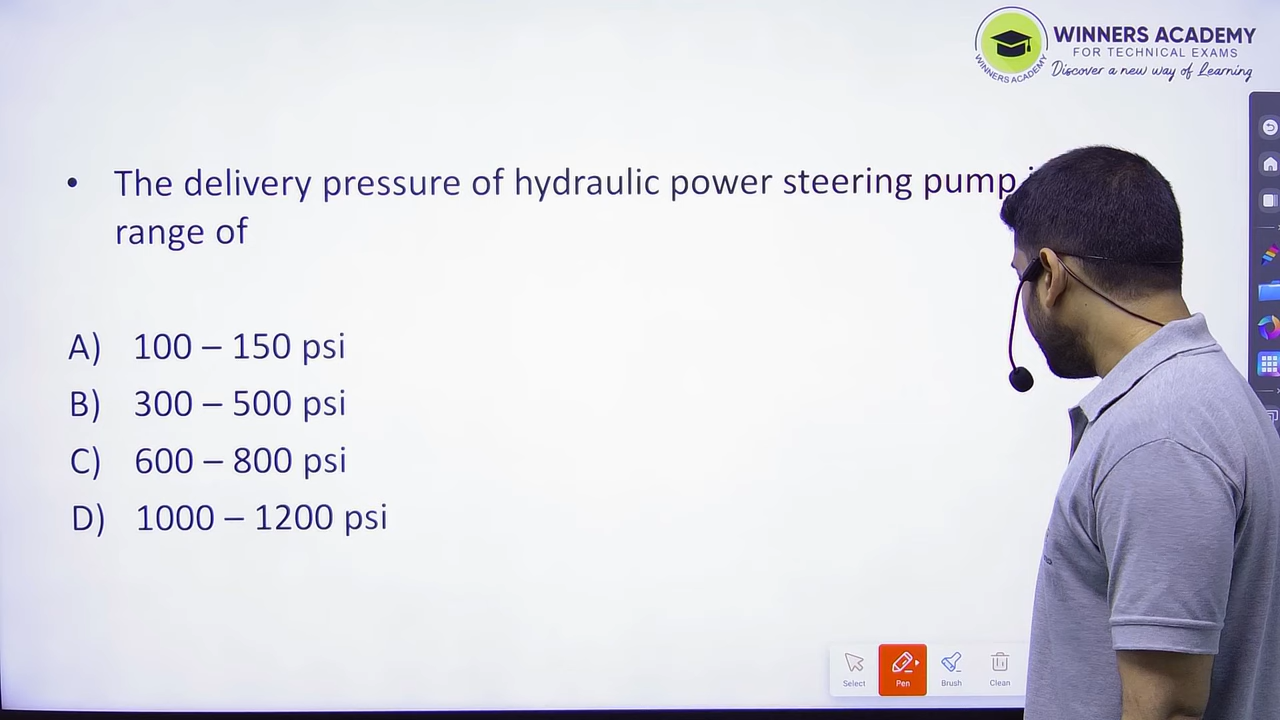 WINNERS ACADEMY
FOR TECHNICAL EXAMS
Discover a new way of Learning
WINNERS ACADEMY
• The delivery pressure of hydraulic power steering pump
range of
A) 100 – 150 psi
B) 300 – 500 psi
C) 600 – 800 psi
D) 1000 – 1200 psi
Select Pen Brush Clean